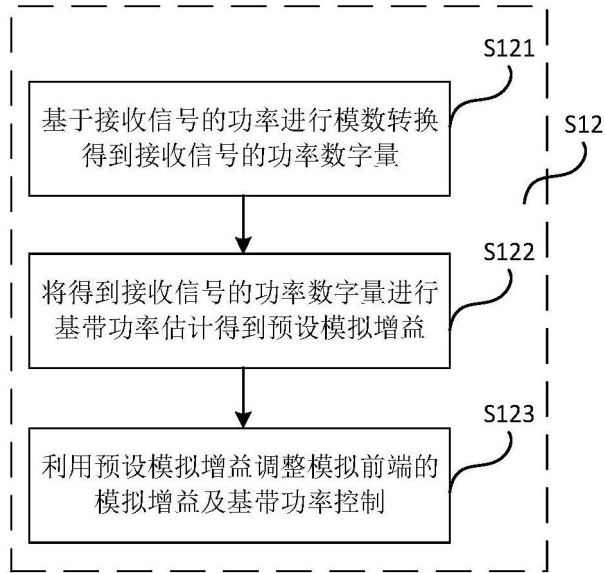 S121
基于接收信号的功率进行模数转换
得到接收信号的功率数字量
S12
S122
将得到接收信号的功率数字量进行
基带功率估计得到预设模拟增益
S123
利用预设模拟增益调整模拟前端的
模拟增益及基带功率控制